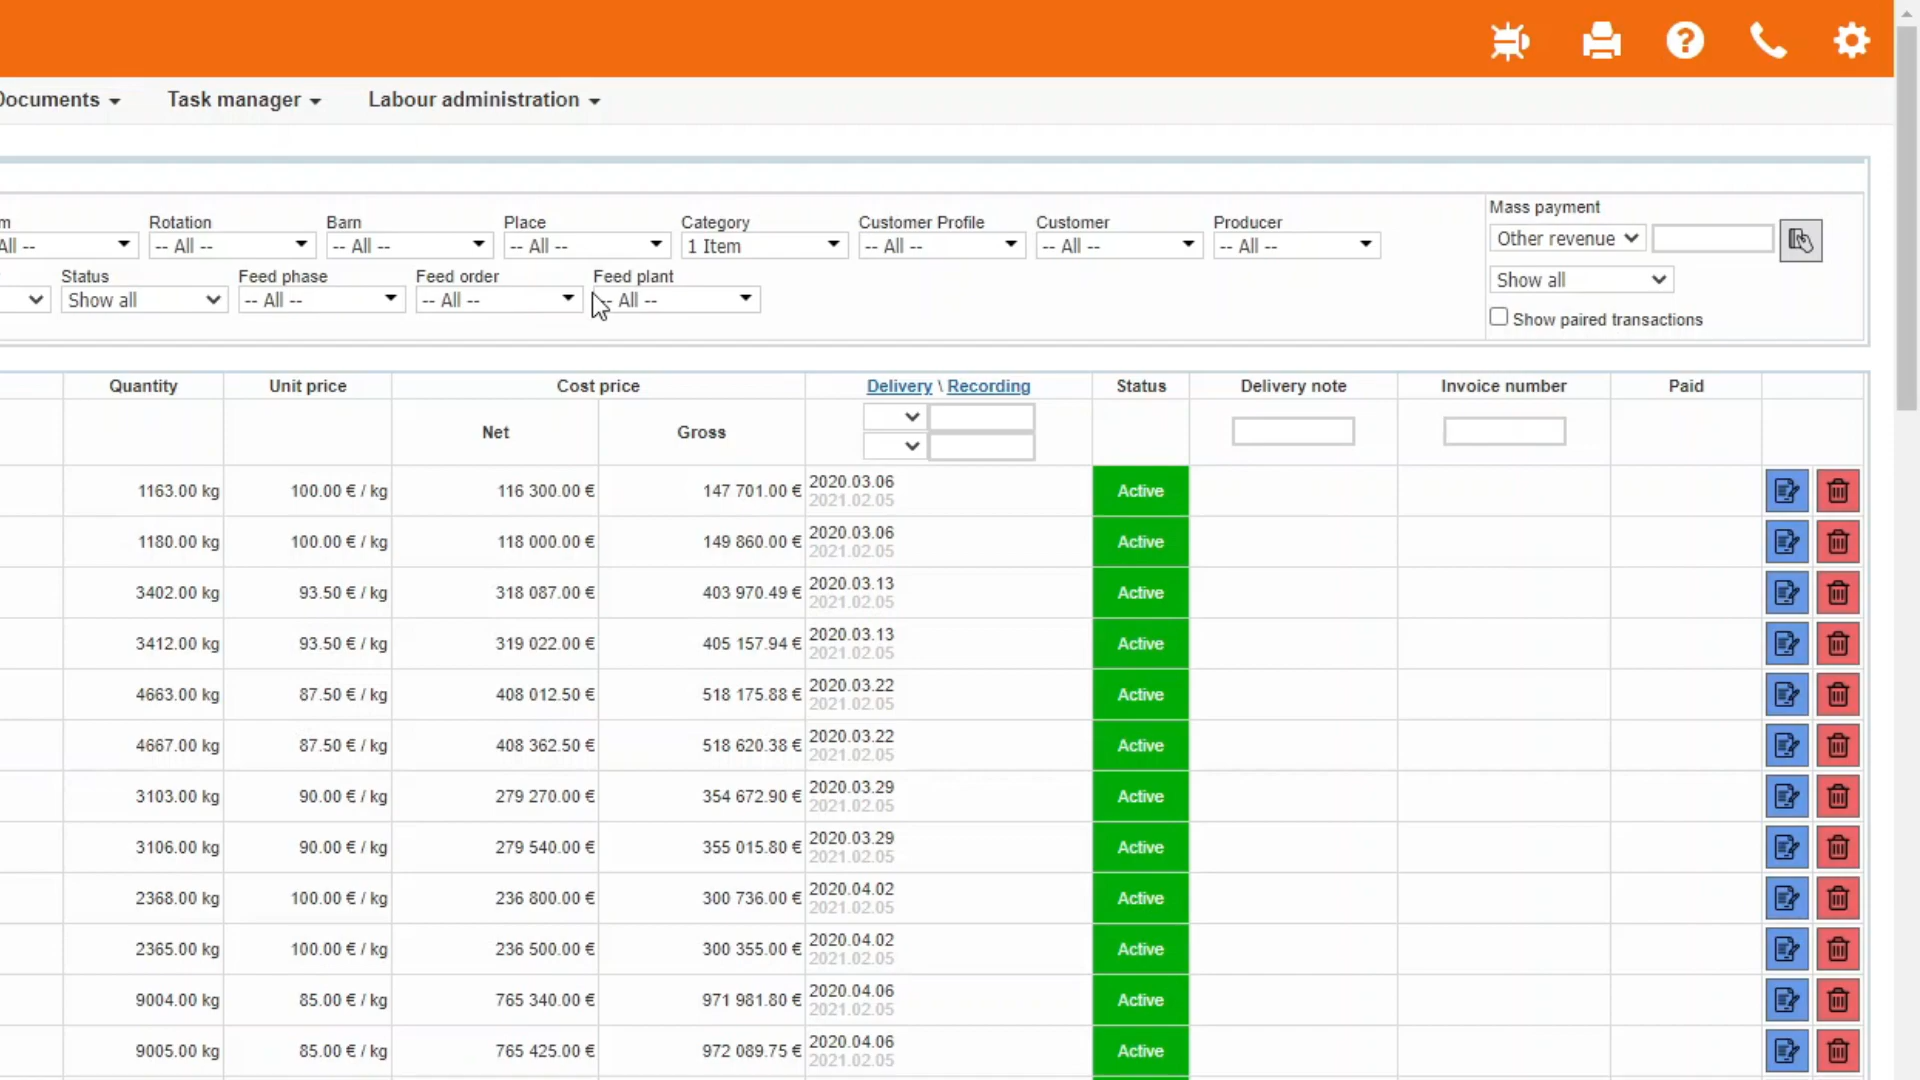 Documents
Task manager
Labour administration
Rotation
Barn
Place
Category
Customer Profile
Customer
Producer
Mass payment
All --
-- All --
-- All --
-- All --
1 Item
-- All --
-- All --
-- All --
Other revenue
Status
Feed phase
Feed order
Feed plant
Show all
-- All --
-- All --
-- All --
Show all
Show paired transactions
Quantity
Unit price
Cost price
Delivery \ Recording
Status
Delivery note
Invoice number
Paid
Net
Gross
1163.00 kg 100.00 € / kg 116 300.00 € 147 701.00 € 2020.03.06 Active
2021.02.05
1180.00 kg 100.00 € / kg 118 000.00 € 149 860.00 € 2020.03.06 Active
2021.02.05
3402.00 kg 93.50 € / kg 318 087.00 € 403 970.49 € 2020.03.13 Active
2021.02.05
3412.00 kg 93.50 € / kg 319 022.00 € 405 157.94 € 2020.03.13 Active
2021.02.05
4663.00 kg 87.50 € / kg 408 012.50 € 518 175.88 € 2020.03.22 Active
2021.02.05
4667.00 kg 87.50 € / kg 408 362.50 € 518 620.38 € 2020.03.22 Active
2021.02.05
3103.00 kg 90.00 € / kg 279 270.00 € 354 672.90 € 2020.03.29 Active
2021.02.05
3106.00 kg 90.00 € / kg 279 540.00 € 355 015.80 € 2020.03.29 Active
2021.02.05
2368.00 kg 100.00 € / kg 236 800.00 € 300 736.00 € 2020.04.02 Active
2021.02.05
2365.00 kg 100.00 € / kg 236 500.00 € 300 355.00 € 2020.04.02 Active
2021.02.05
9004.00 kg 85.00 € / kg 765 340.00 € 971 981.80 € 2020.04.06 Active
2021.02.05
9005.00 kg 85.00 € / kg 765 425.00 € 972 089.75 € 2020.04.06 Active
2021.02.05